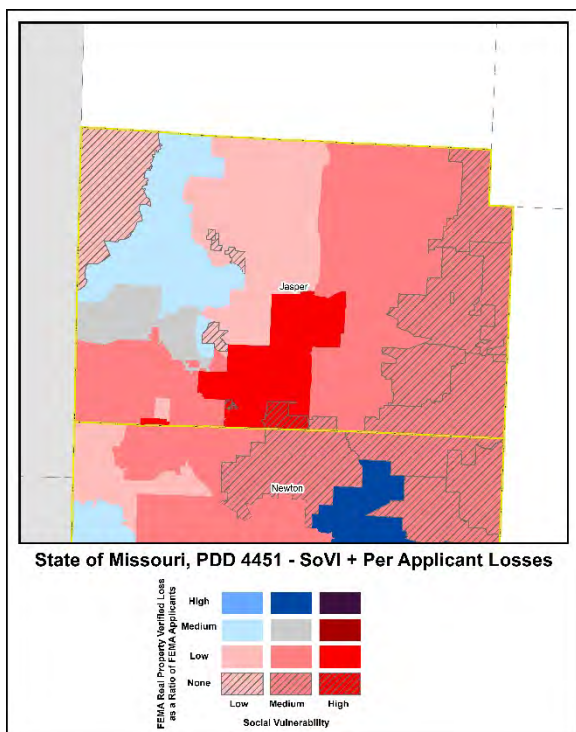 Jasper
Newton
State of Missouri, PDD 4451 - SoVI + Per Applicant Losses
FEMA Real Property Verified Loss
as a Ratio of FEMA Applicants
High
Medium
Low
None
Low
Medium
High
Social Vulnerability